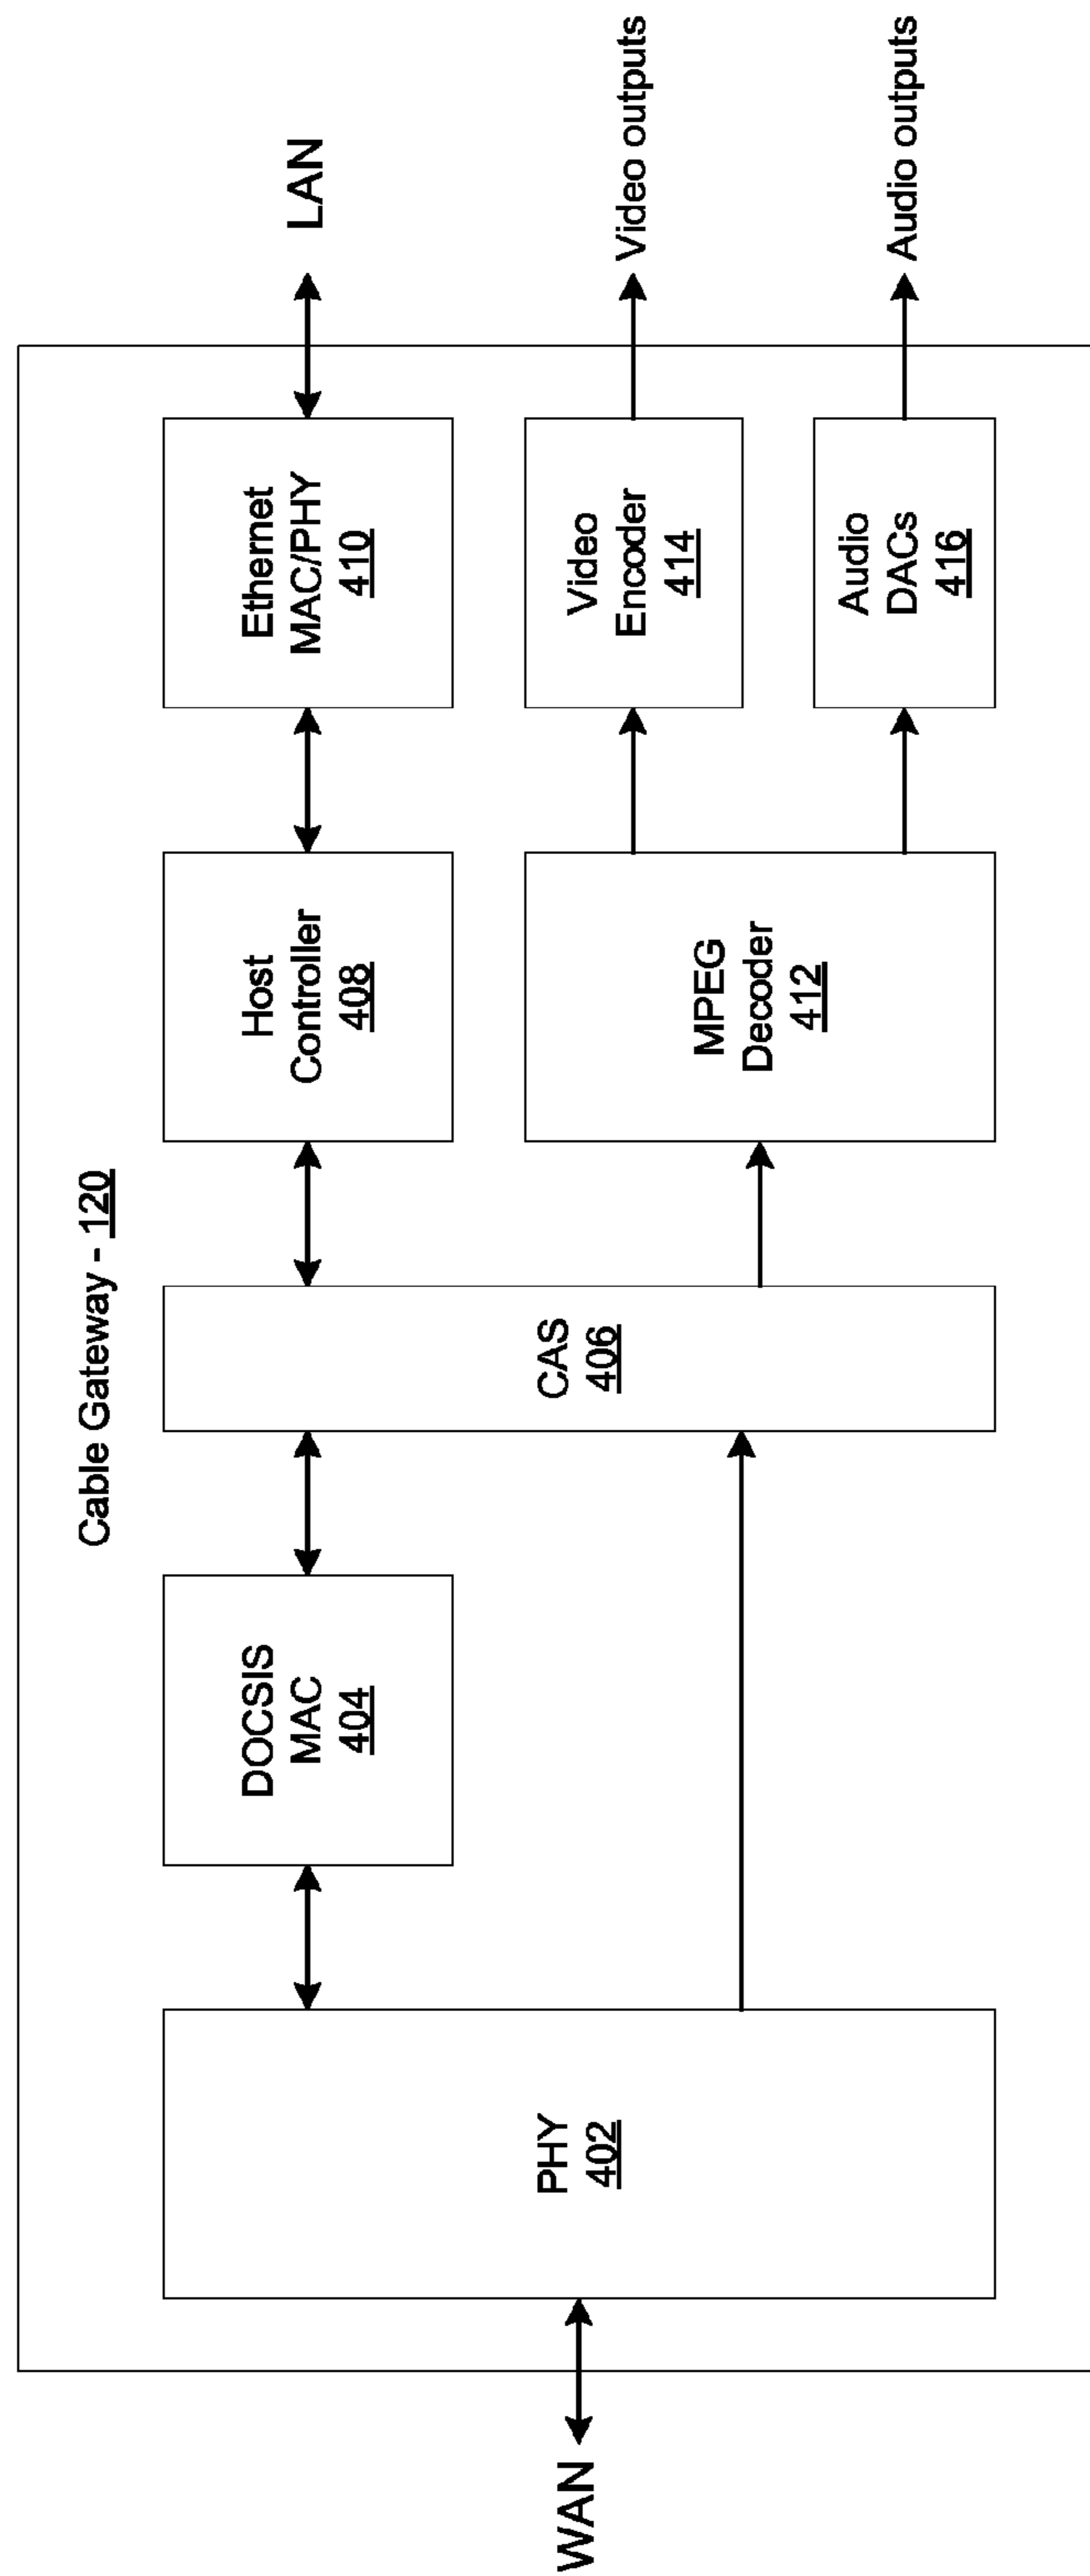 Cable Gateway - 120
WAN
PHY
402
DOCSIS
MAC
404
CAS
406
Host
Controller
408
MPEG
Decoder
412
Ethernet
MAC/PHY
410
Video
Encoder
414
Audio
DACs
416
LAN
Video outputs
Audio outputs